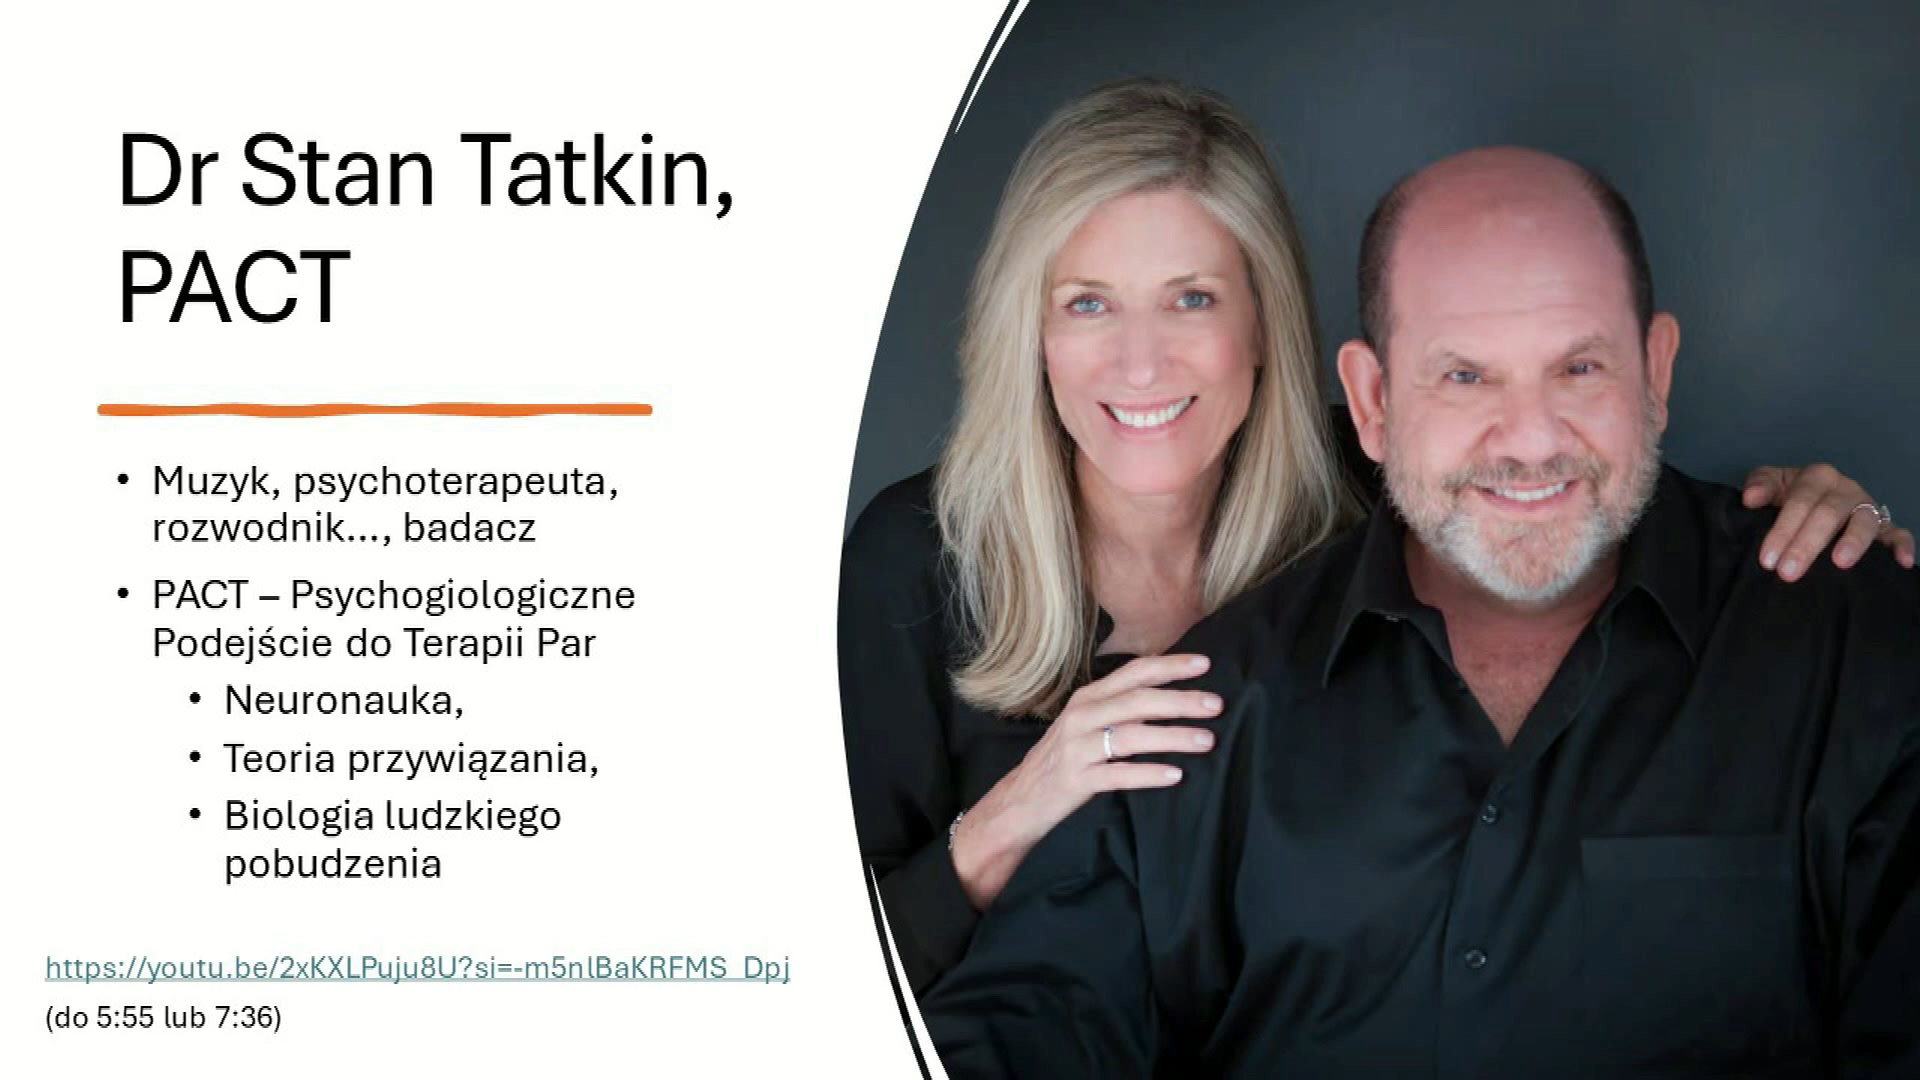 Dr Stan Tatkin,
PACT
• Muzyk, psychoterapeuta,
rozwodnik..., badacz
• PACT – Psychogiologiczne
Podejście do Terapii Par
• Neuronauka,
• Teoria przywiązania,
• Biologia ludzkiego
pobudzenia
https://youtu.be/2xKXLPuju8U?si=-m5nlBaKRFMS_Dpj
(do 5:55 lub 7:36)